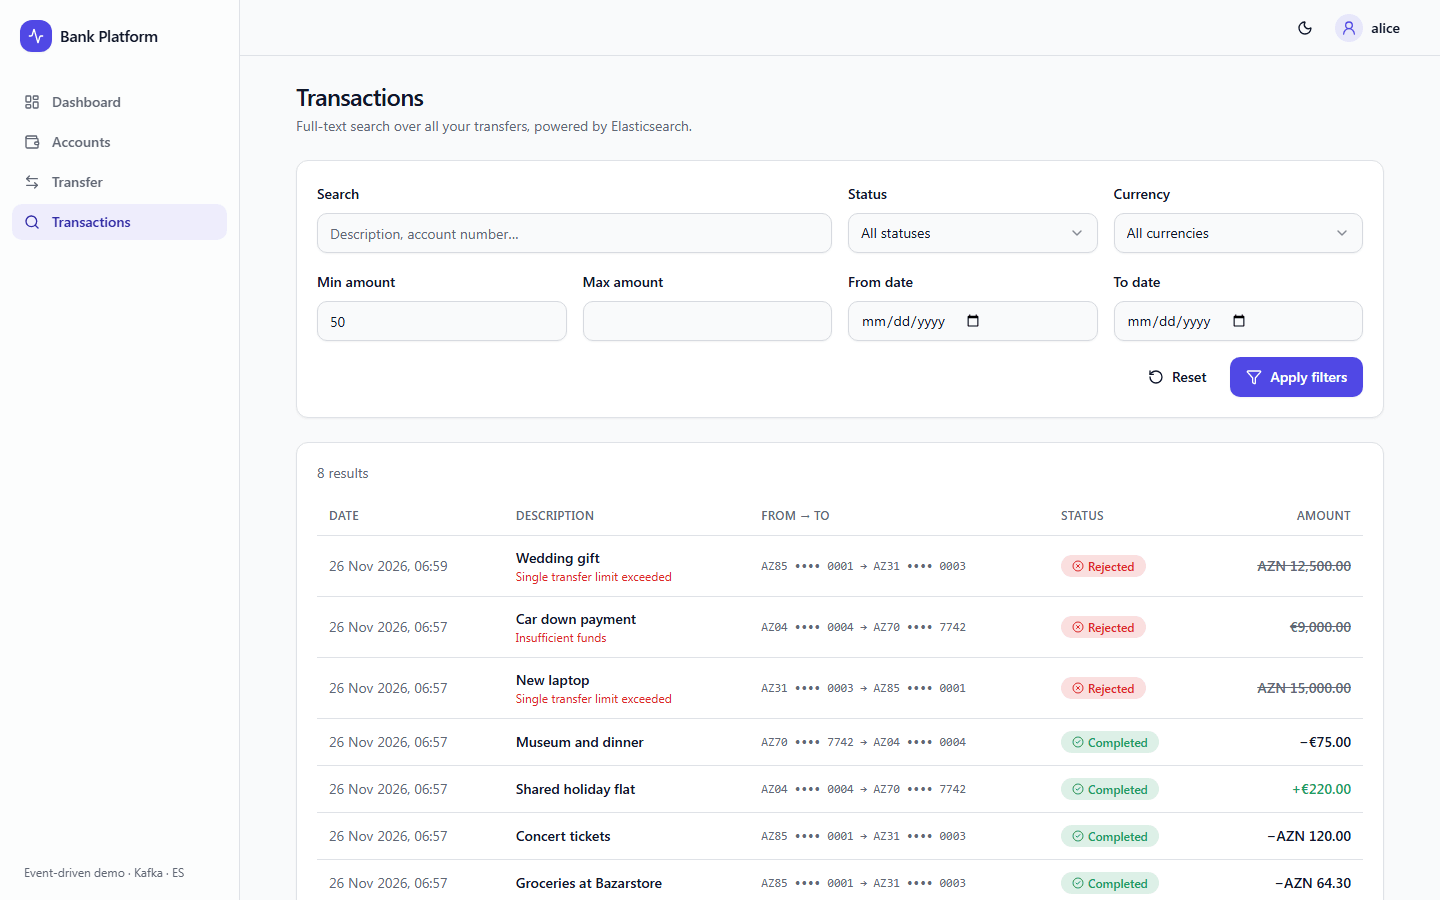 Bank Platform
alice
Dashboard
Accounts
Transfer
Transactions
Event-driven demo · Kafka · ES
Transactions
Full-text search over all your transfers, powered by Elasticsearch.
Search Status Currency
Description, account number... All statuses All currencies
Min amount Max amount From date To date
50 mm/dd/yyyy mm/dd/yyyy
Reset Apply filters
8 results
DATE DESCRIPTION FROM → TO STATUS AMOUNT
26 Nov 2026, 06:59 Wedding gift AZ85 •••• 0001 → AZ31 •••• 0003 Rejected AZN 12,500.00
Single transfer limit exceeded
26 Nov 2026, 06:57 Car down payment AZ04 •••• 0004 → AZ70 •••• 7742 Rejected €9,000.00
Insufficient funds
26 Nov 2026, 06:57 New laptop AZ31 •••• 0003 → AZ85 •••• 0001 Rejected AZN 15,000.00
Single transfer limit exceeded
26 Nov 2026, 06:57 Museum and dinner AZ70 •••• 7742 → AZ04 •••• 0004 Completed −€75.00
26 Nov 2026, 06:57 Shared holiday flat AZ04 •••• 0004 → AZ70 •••• 7742 Completed +€220.00
26 Nov 2026, 06:57 Concert tickets AZ85 •••• 0001 → AZ31 •••• 0003 Completed −AZN 120.00
26 Nov 2026, 06:57 Groceries at Bazarstore AZ85 •••• 0001 → AZ31 •••• 0003 Completed −AZN 64.30